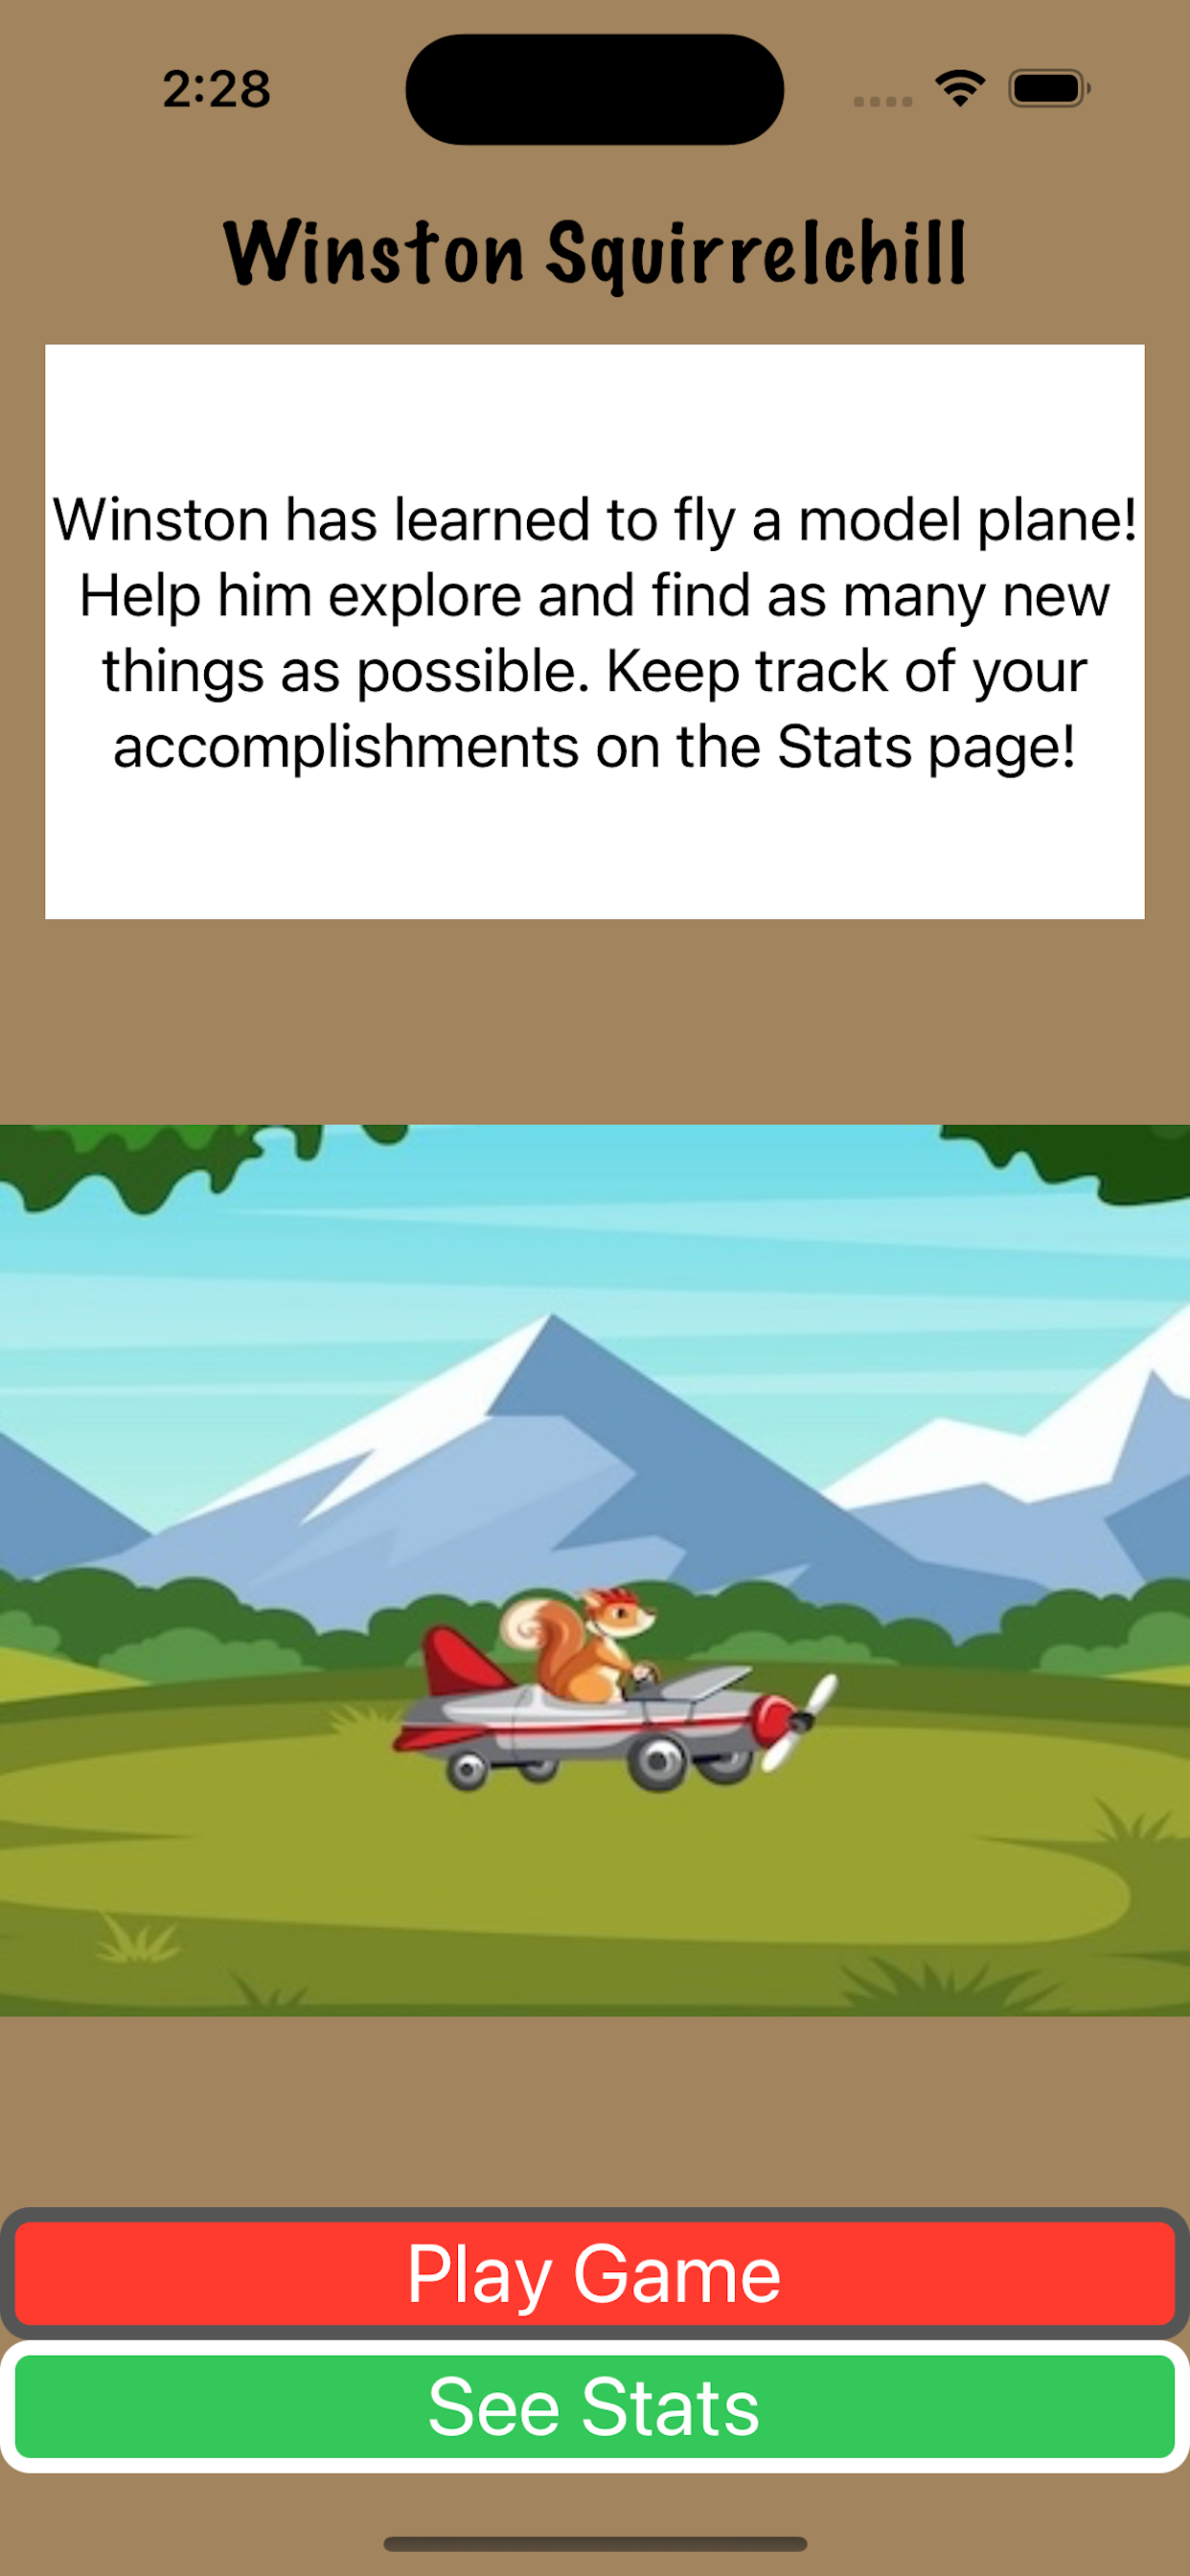 2:28
Winston Squirrelchill
Winston has learned to fly a model plane!
Help him explore and find as many new
things as possible. Keep track of your
accomplishments on the Stats page!
Play Game
See Stats